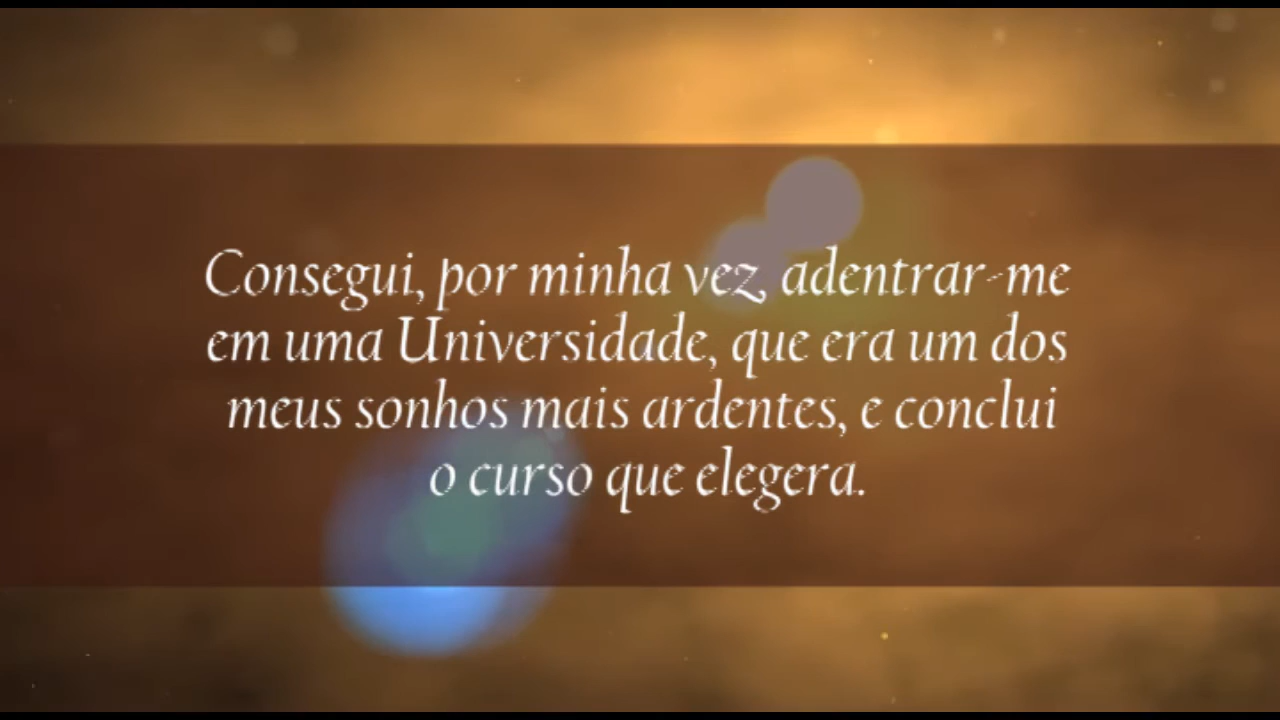 Consegui, por minha vez, adentrar-me
em uma Universidade, que era um dos
meus sonhos mais ardentes, e conclui
o curso que elegera.